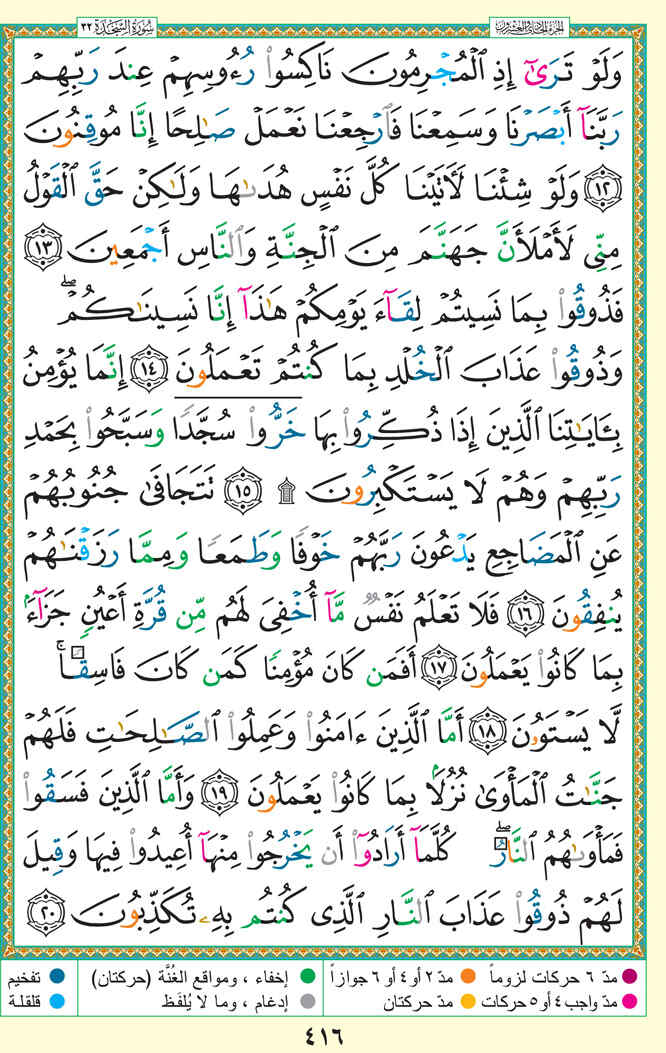 سُورَةُ السَّجْدَةِ ٣٢
الجزء الحادي والعشرون
وَلَوْ تَرَىٰٓ إِذِ ٱلْمُجْرِمُونَ نَاكِسُوا۟ رُءُوسِهِمْ عِندَ رَبِّهِمْ
رَبَّنَآ أَبْصَرْنَا وَسَمِعْنَا فَٱرْجِعْنَا نَعْمَلْ صَـٰلِحًا إِنَّا مُوقِنُونَ
﴿١٢﴾ وَلَوْ شِئْنَا لَـَٔاتَيْنَا كُلَّ نَفْسٍ هُدَىٰهَا وَلَـٰكِنْ حَقَّ ٱلْقَوْلُ
مِنِّى لَأَمْلَأَنَّ جَهَنَّمَ مِنَ ٱلْجِنَّةِ وَٱلنَّاسِ أَجْمَعِينَ ﴿١٣﴾
فَذُوقُوا۟ بِمَا نَسِيتُمْ لِقَآءَ يَوْمِكُمْ هَـٰذَآ إِنَّا نَسِينَـٰكُمْ ۖ
وَذُوقُوا۟ عَذَابَ ٱلْخُلْدِ بِمَا كُنتُمْ تَعْمَلُونَ ﴿١٤﴾ إِنَّمَا يُؤْمِنُ
بِـَٔايَـٰتِنَا ٱلَّذِينَ إِذَا ذُكِّرُوا۟ بِهَا خَرُّوا۟ سُجَّدًا وَسَبَّحُوا۟ بِحَمْدِ
رَبِّهِمْ وَهُمْ لَا يَسْتَكْبِرُونَ ۩ ﴿١٥﴾ تَتَجَافَىٰ جُنُوبُهُمْ
عَنِ ٱلْمَضَاجِعِ يَدْعُونَ رَبَّهُمْ خَوْفًا وَطَمَعًا وَمِمَّا رَزَقْنَـٰهُمْ
يُنفِقُونَ ﴿١٦﴾ فَلَا تَعْلَمُ نَفْسٌ مَّآ أُخْفِىَ لَهُم مِّن قُرَّةِ أَعْيُنٍ جَزَآءًۢ
بِمَا كَانُوا۟ يَعْمَلُونَ ﴿١٧﴾ أَفَمَن كَانَ مُؤْمِنًا كَمَن كَانَ فَاسِقًا ۚ
لَّا يَسْتَوُۥنَ ﴿١٨﴾ أَمَّا ٱلَّذِينَ ءَامَنُوا۟ وَعَمِلُوا۟ ٱلصَّـٰلِحَـٰتِ فَلَهُمْ
جَنَّـٰتُ ٱلْمَأْوَىٰ نُزُلًۢا بِمَا كَانُوا۟ يَعْمَلُونَ ﴿١٩﴾ وَأَمَّا ٱلَّذِينَ فَسَقُوا۟
فَمَأْوَىٰهُمُ ٱلنَّارُ ۖ كُلَّمَآ أَرَادُوٓا۟ أَن يَخْرُجُوا۟ مِنْهَآ أُعِيدُوا۟ فِيهَا وَقِيلَ
لَهُمْ ذُوقُوا۟ عَذَابَ ٱلنَّارِ ٱلَّذِى كُنتُم بِهِۦ تُكَذِّبُونَ ﴿٢٠﴾
مدّ ٦ حركات لزوماً مدّ ٢ أو ٤ أو ٦ جوازاً إخفاء ، ومواقع الغُنَّة (حركتان) تفخيم
مدّ واجب ٤ أو ٥ حركات مدّ حركتان إدغام ، وما لا يُلفَظ قلقلة
٤١٦